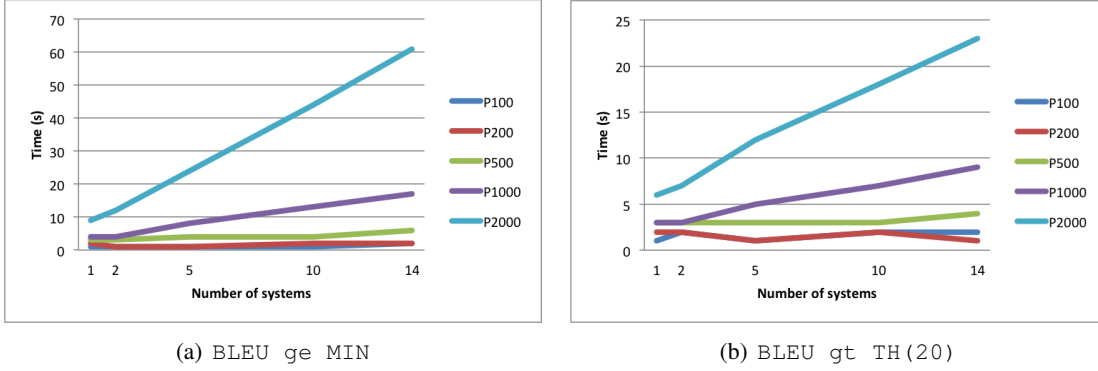 70
60
50
40
30
20
10
0
Time (s)
1 2 5 10 14
Number of systems
P100
P200
P500
P1000
P2000
(a) BLEU ge MIN
25
20
15
10
5
0
Time (s)
1 2 5 10 14
Number of systems
P100
P200
P500
P1000
P2000
(b) BLEU gt TH(20)